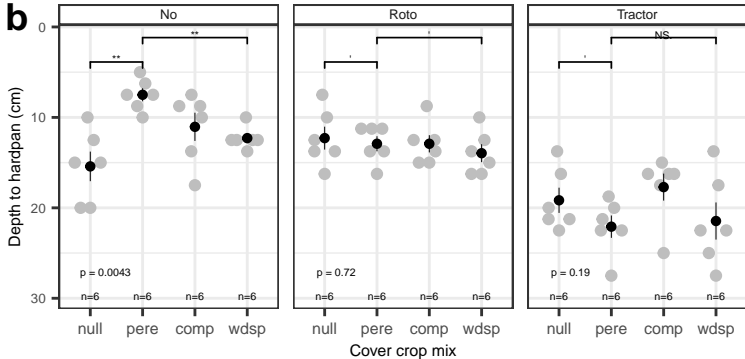 b
No
Roto
Tractor
Depth to hardpan (cm)
0
10
20
30
**
**
'
'
'
NS.
p = 0.0043
p = 0.72
p = 0.19
n=6 n=6 n=6 n=6
n=6 n=6 n=6 n=6
n=6 n=6 n=6 n=6
null pere comp wdsp
null pere comp wdsp
null pere comp wdsp
Cover crop mix